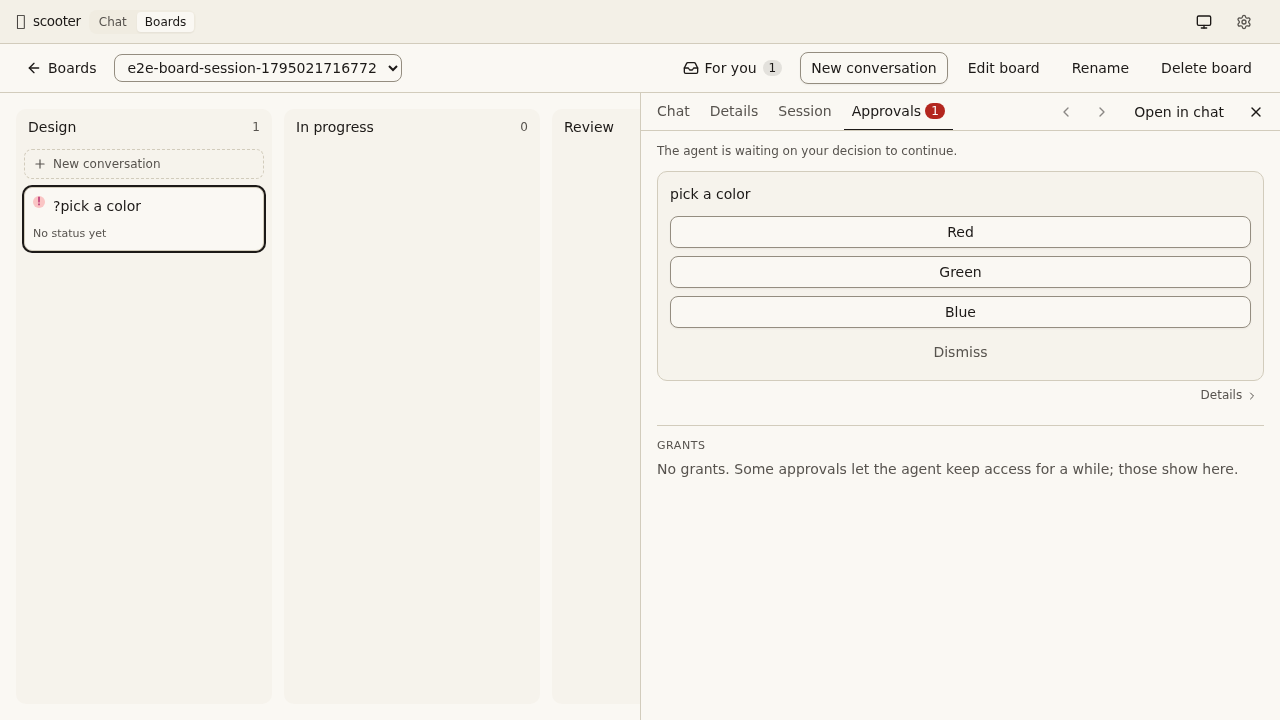 scooter Chat Boards
Boards e2e-board-session-1795021716772 For you 1 New conversation Edit board Rename Delete board
Design 1
New conversation
?pick a color
No status yet
In progress 0
Review
Chat Details Session Approvals 1 Open in chat
The agent is waiting on your decision to continue.
pick a color
Red
Green
Blue
Dismiss
Details
GRANTS
No grants. Some approvals let the agent keep access for a while; those show here.